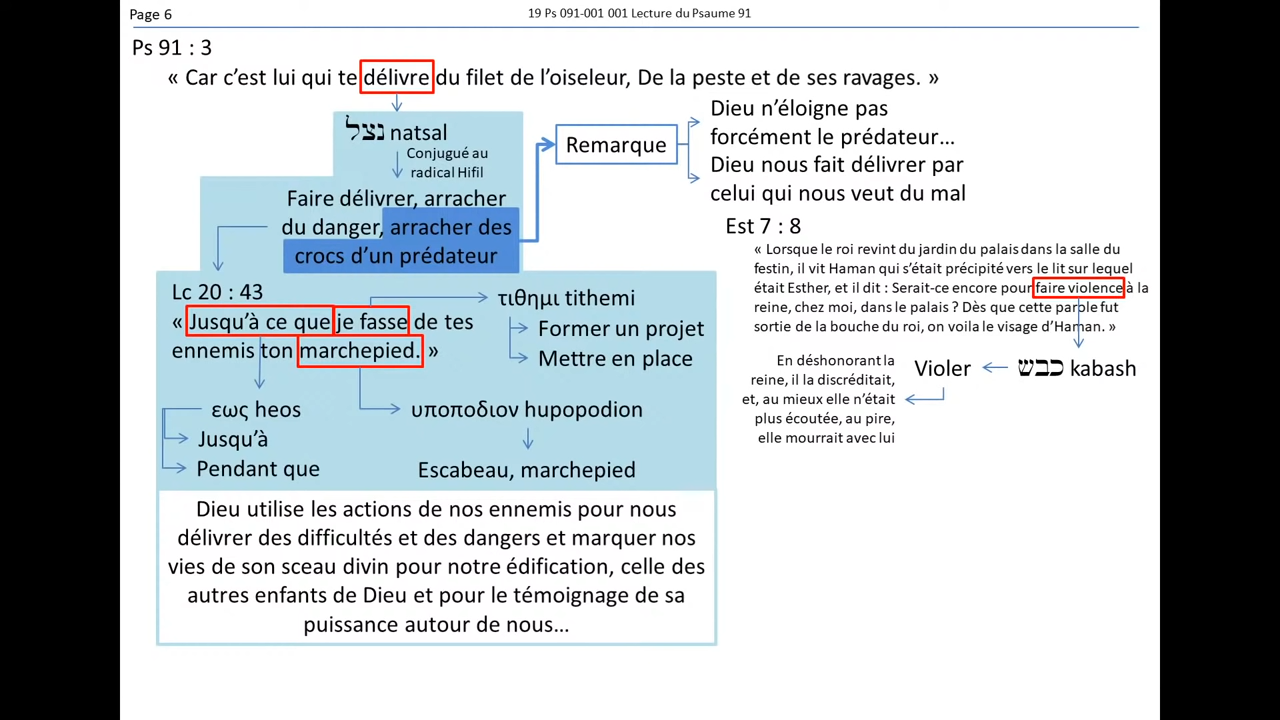 Page 6
19 Ps 091-001 001 Lecture du Psaume 91
Ps 91 : 3
« Car c’est lui qui te délivre du filet de l’oiseleur, De la peste et de ses ravages. »
נצל natsal
Conjugué au
radical Hifil
Faire délivrer, arracher
du danger, arracher des
crocs d’un prédateur
Remarque
Dieu n’éloigne pas
forcément le prédateur…
Dieu nous fait délivrer par
celui qui nous veut du mal
Lc 20 : 43
« Jusqu’à ce que je fasse de tes
ennemis ton marchepied. »
τιθημι tithemi
Former un projet
Mettre en place
εως heos
Jusqu’à
Pendant que
υποποδιον hupopodion
Escabeau, marchepied
Dieu utilise les actions de nos ennemis pour nous
délivrer des difficultés et des dangers et marquer nos
vies de son sceau divin pour notre édification, celle des
autres enfants de Dieu et pour le témoignage de sa
puissance autour de nous…
Est 7 : 8
« Lorsque le roi revint du jardin du palais dans la salle du
festin, il vit Haman qui s’était précipité vers le lit sur lequel
était Esther, et il dit : Serait-ce encore pour faire violence à la
reine, chez moi, dans le palais ? Dès que cette parole fut
sortie de la bouche du roi, on voila le visage d’Haman. »
כבש kabash
Violer
En déshonorant la
reine, il la discréditait,
et, au mieux elle n’était
plus écoutée, au pire,
elle mourrait avec lui